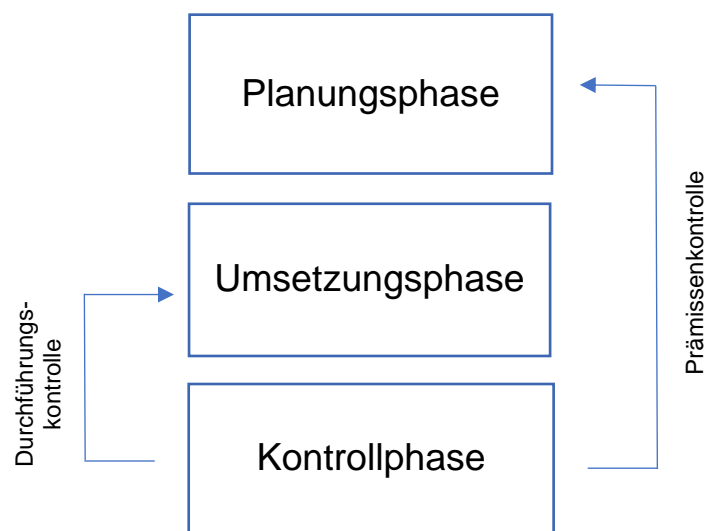 Planungsphase
Umsetzungsphase
Kontrollphase
Durchführungs-
kontrolle
Prämissenkontrolle